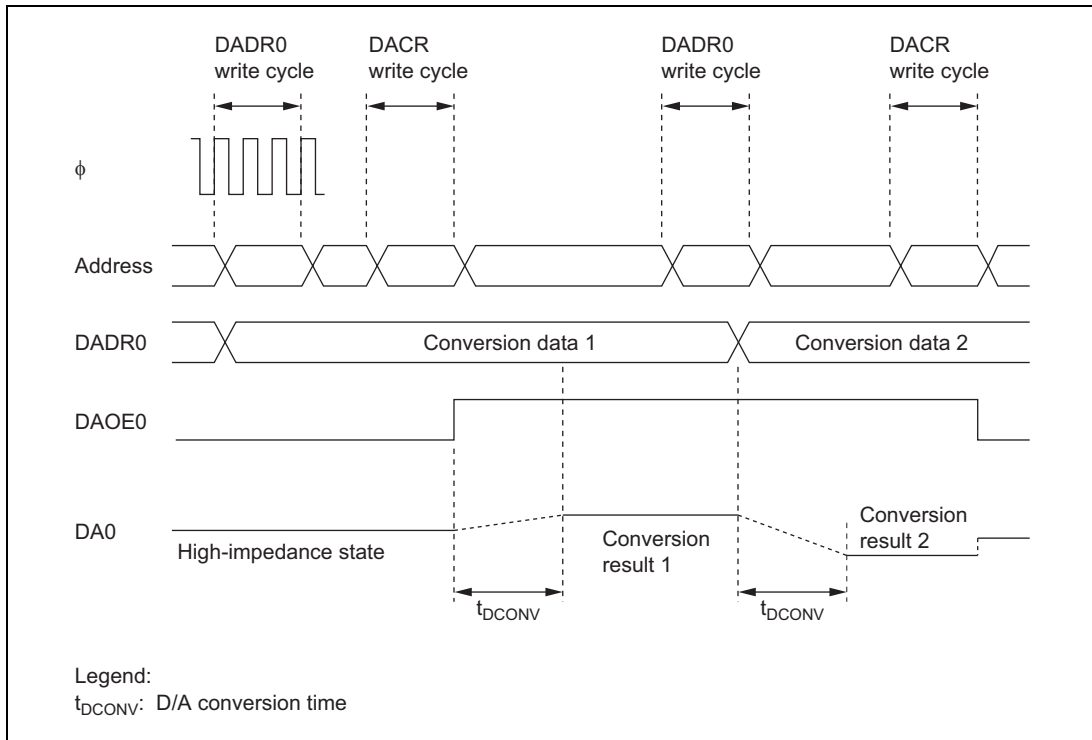 DADR0
write cycle
DACR
write cycle
DADR0
write cycle
DACR
write cycle
ϕ
Address
DADR0
Conversion data 1
Conversion data 2
DAOE0
DA0
High-impedance state
Conversion
result 1
Conversion
result 2
tDCONV
tDCONV
Legend:
tDCONV: D/A conversion time